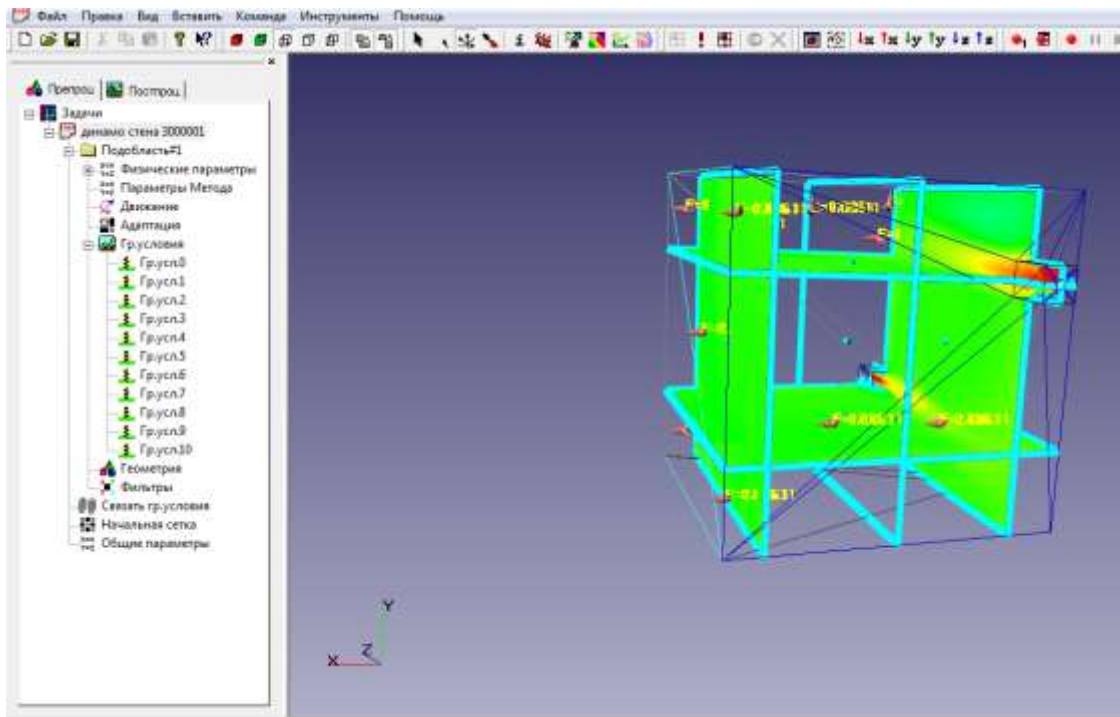 Файл Правка Вид Вставить Команда Инструменты Помощь
Препроц Построц
Задачи
динамо стена 3000001
Подобласть#1
Физические параметры
Параметры Метода
Движение
Адаптация
Гр.условия
Гр.усл.0
Гр.усл.1
Гр.усл.2
Гр.усл.3
Гр.усл.4
Гр.усл.5
Гр.усл.6
Гр.усл.7
Гр.усл.8
Гр.усл.9
Гр.усл.10
Геометрия
Фильтры
Связать гр.условия
Начальная сетка
Общие параметры
Y
Z
X